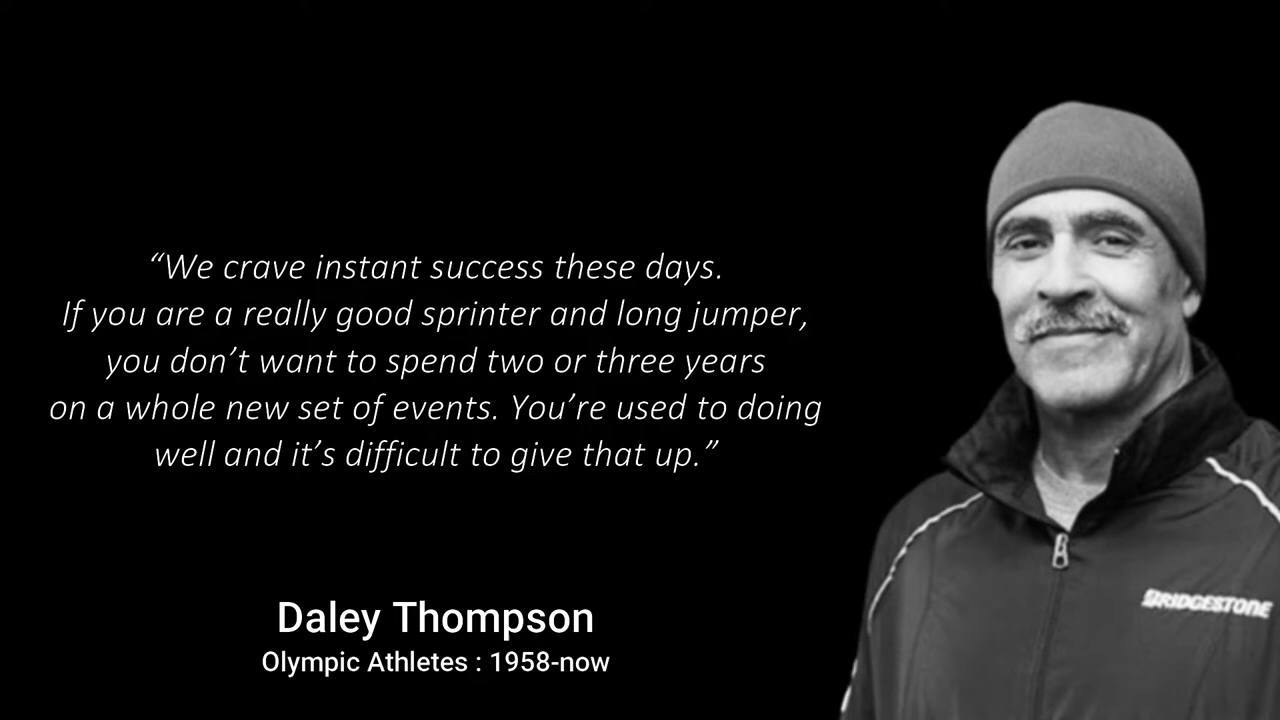 “We crave instant success these days.
If you are a really good sprinter and long jumper,
you don’t want to spend two or three years
on a whole new set of events. You’re used to doing
well and it’s difficult to give that up.”
Daley Thompson
Olympic Athletes : 1958-now
BRIDGESTONE